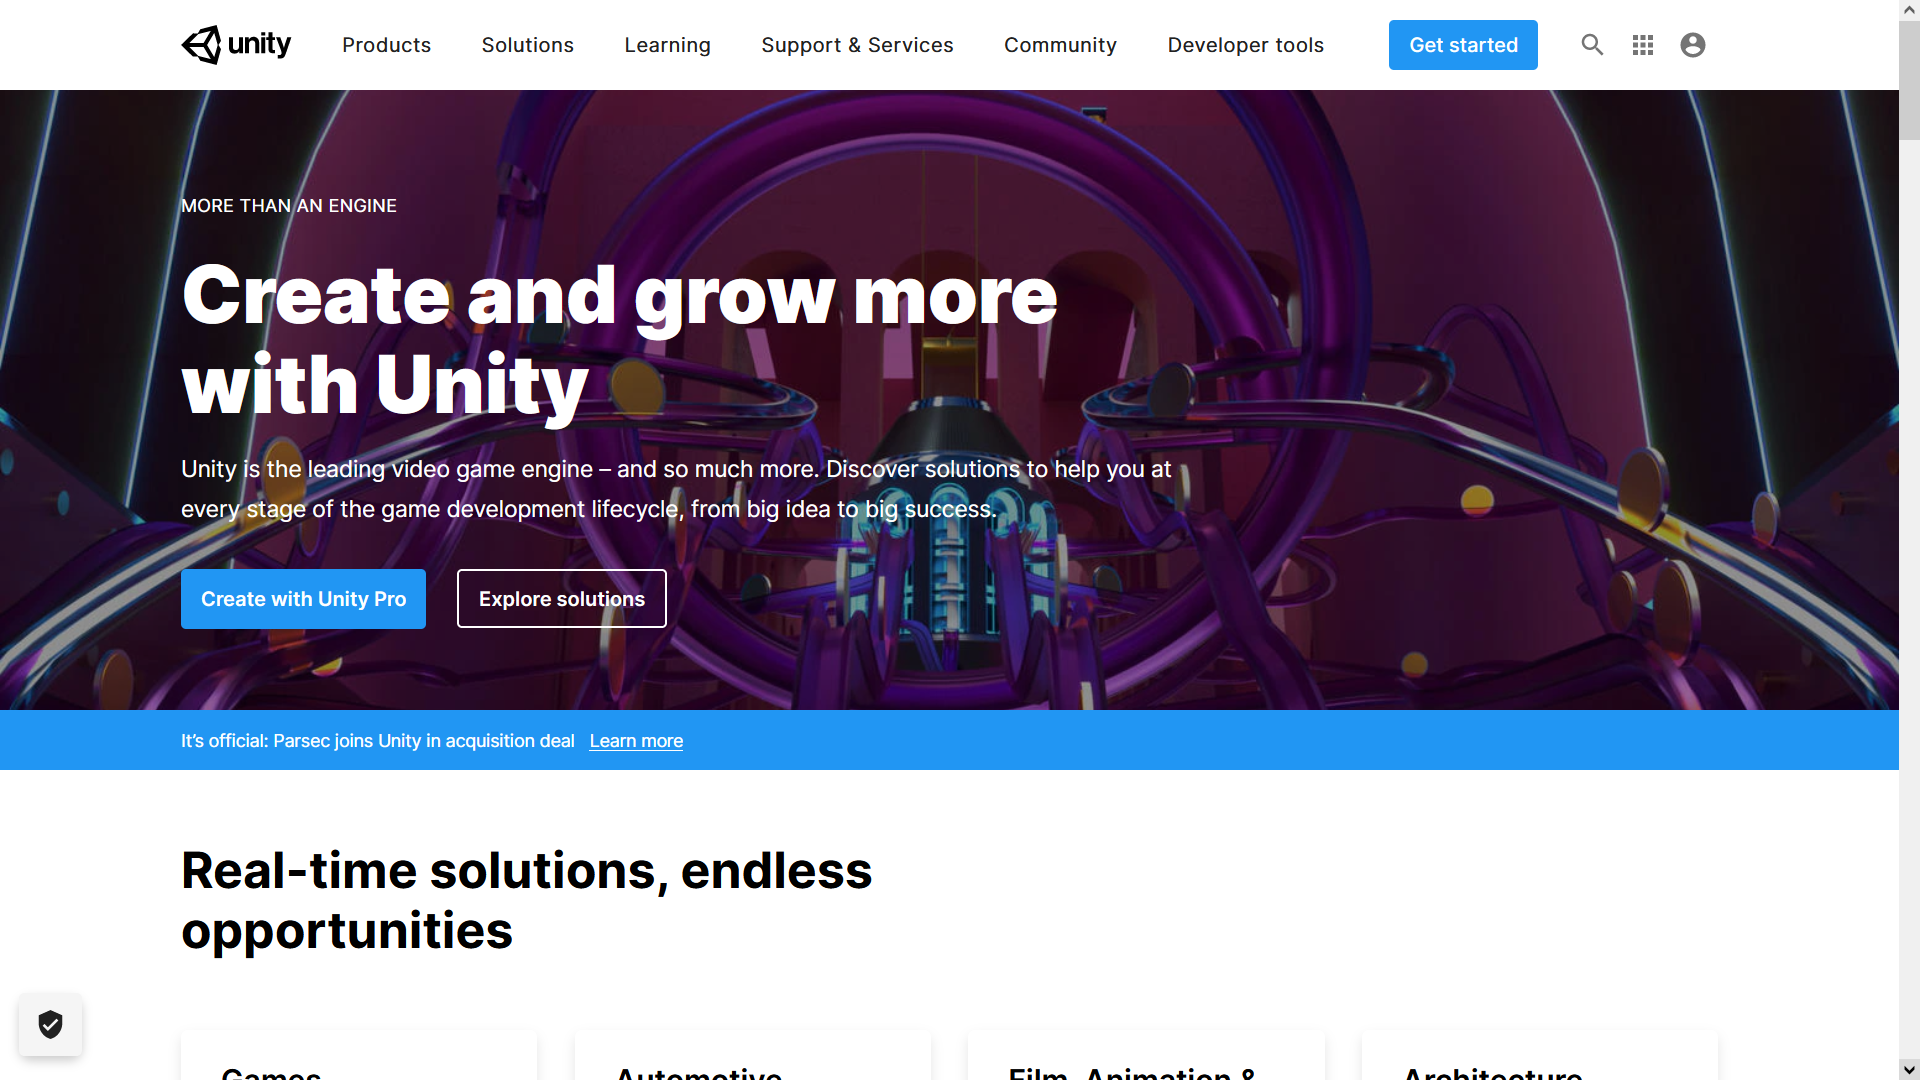 unity
Products
Solutions
Learning
Support & Services
Community
Developer tools
Get started
MORE THAN AN ENGINE
Create and grow more
with Unity
Unity is the leading video game engine – and so much more. Discover solutions to help you at
every stage of the game development lifecycle, from big idea to big success.
Create with Unity Pro
Explore solutions
It’s official: Parsec joins Unity in acquisition deal Learn more
Real-time solutions, endless
opportunities
Games
Automotive
Film, Animation &
Architecture